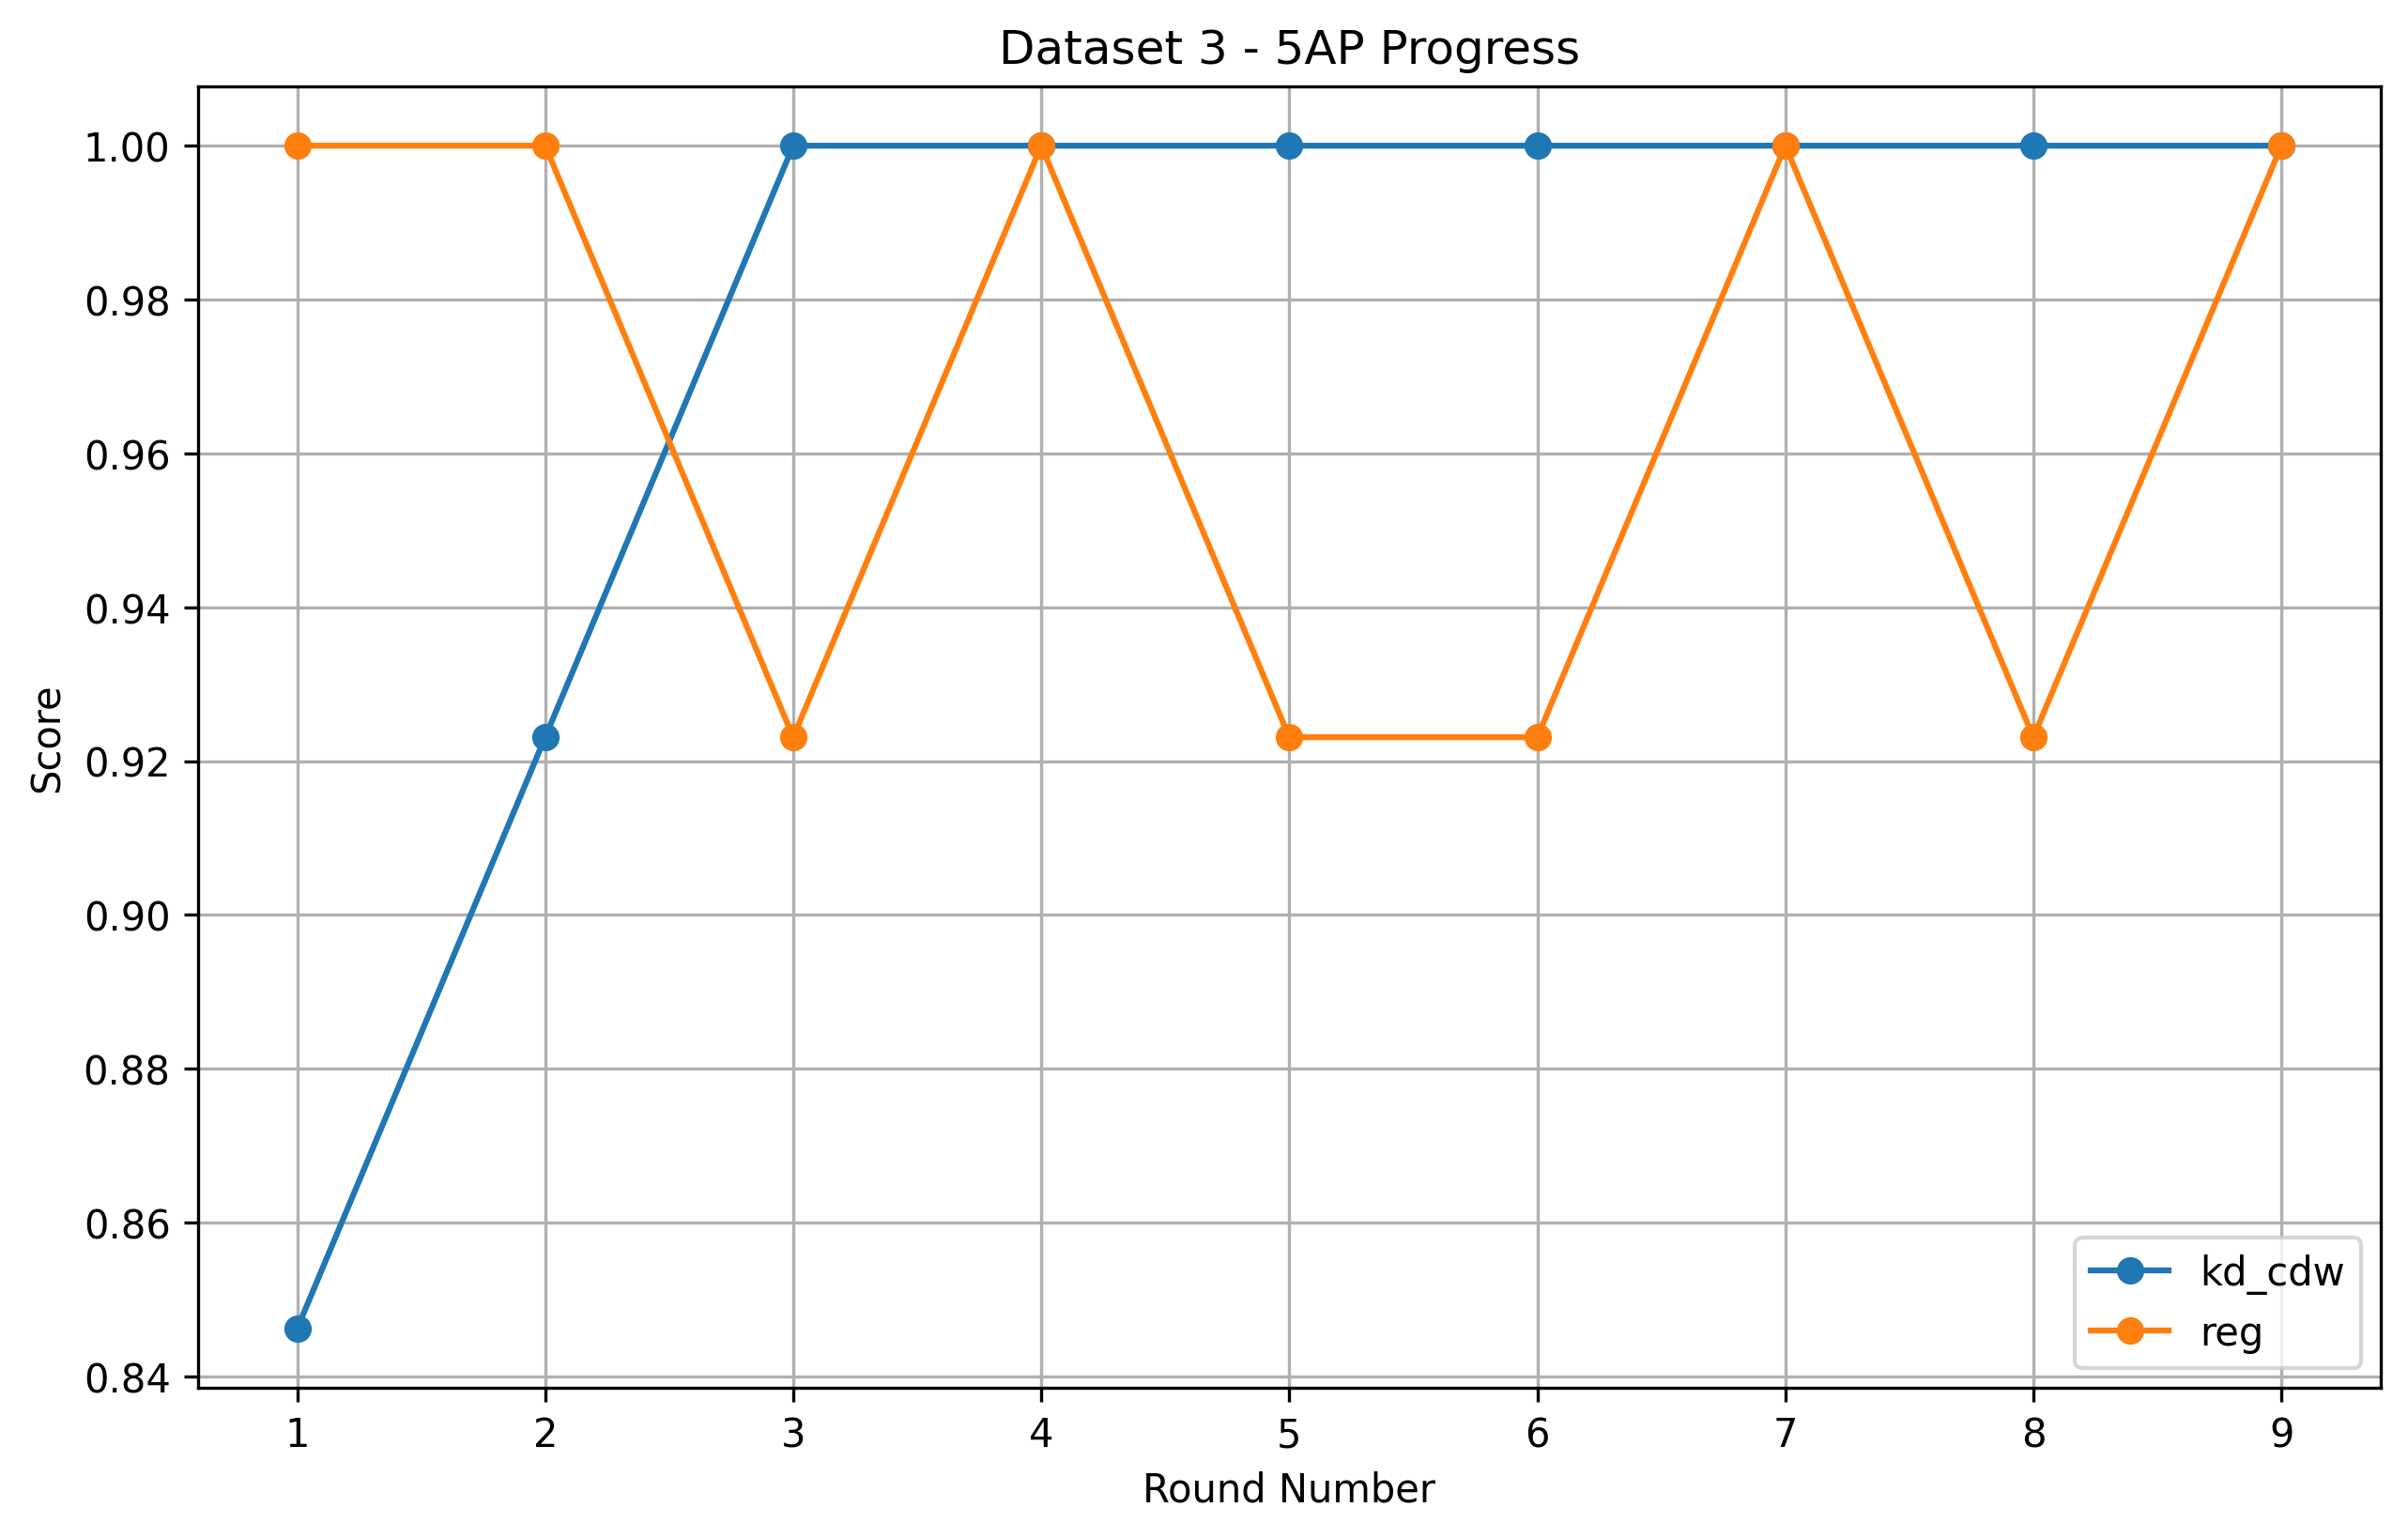 Dataset 3 - 5AP Progress
Score
1.00
0.98
0.96
0.94
0.92
0.90
0.88
0.86
0.84
1 2 3 4 5 6 7 8 9
Round Number
kd_cdw
reg